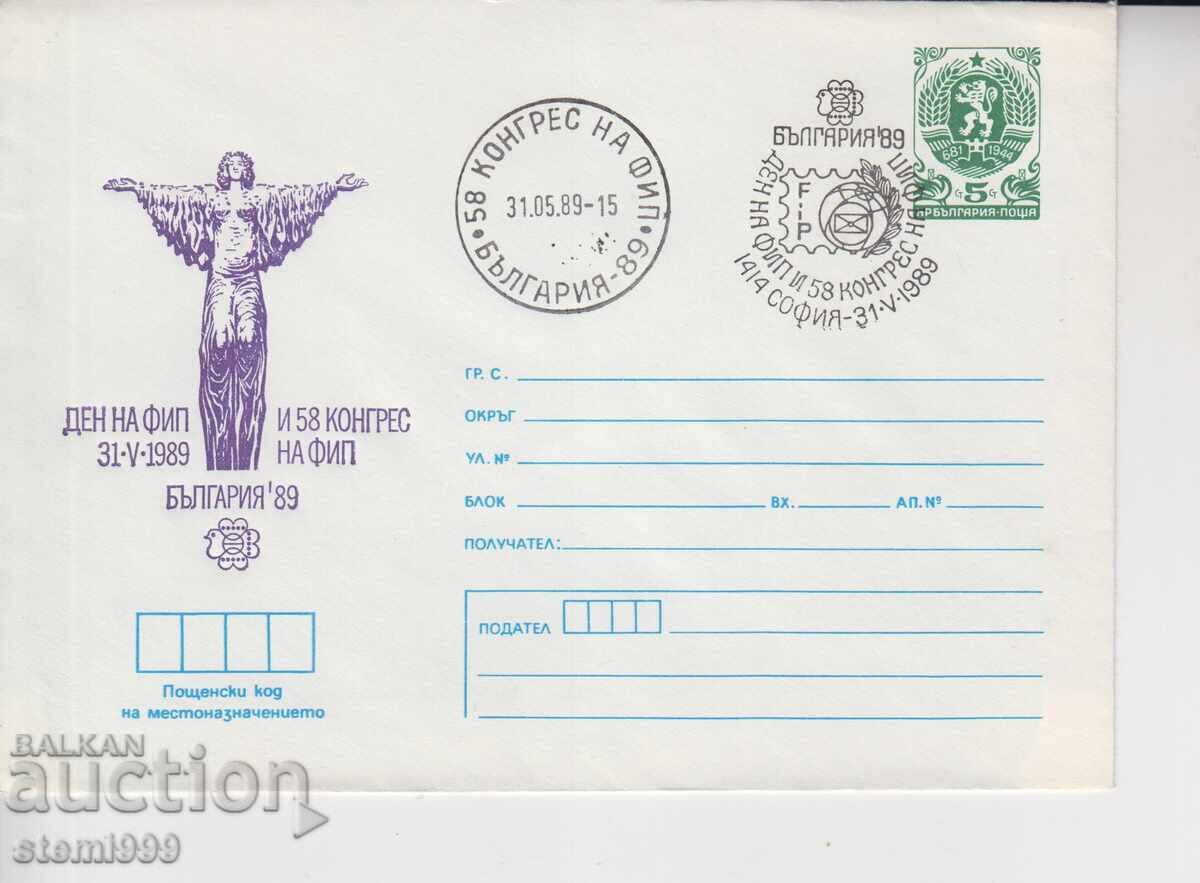 БЪЛГАРИЯ'89
ДЕН НА ФИП И 58 КОНГРЕС НА ФИП
F.I.P
1414 СОФИЯ-31·V·1989
681 1944
5
НР БЪЛГАРИЯ·ПОЩА
58 КОНГРЕС НА ФИП
31.05.89-15
БЪЛГАРИЯ-89
ДЕН НА ФИП И 58 КОНГРЕС
31·V·1989 НА ФИП
БЪЛГАРИЯ'89
ГР. С.
ОКРЪГ
УЛ. №
БЛОК ВХ. АП. №
ПОЛУЧАТЕЛ:
ПОДАТЕЛ
Пощенски код
на местоназначението
BALKAN
auction
stemi999